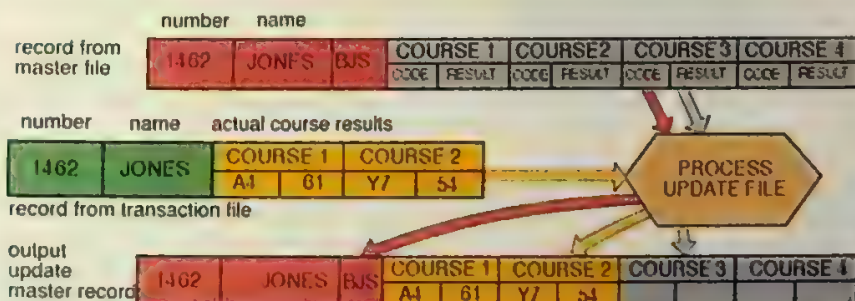 number name
record from
master file
1462 JONES BJS
COURSE 1 COURSE2 COURSE 3 COURSE 4
CODE RESULT CODE RESULT CODE RESULT CODE RESULT
number name actual course results
1462 JONES
COURSE 1 COURSE 2
A4 61 Y7 54
record from transaction file
PROCESS
UPDATE FILE
output
update
master record
1462 JONES BJS
COURSE 1 COURSE 2 COURSE 3 COURSE 4
A4 61 Y7 54